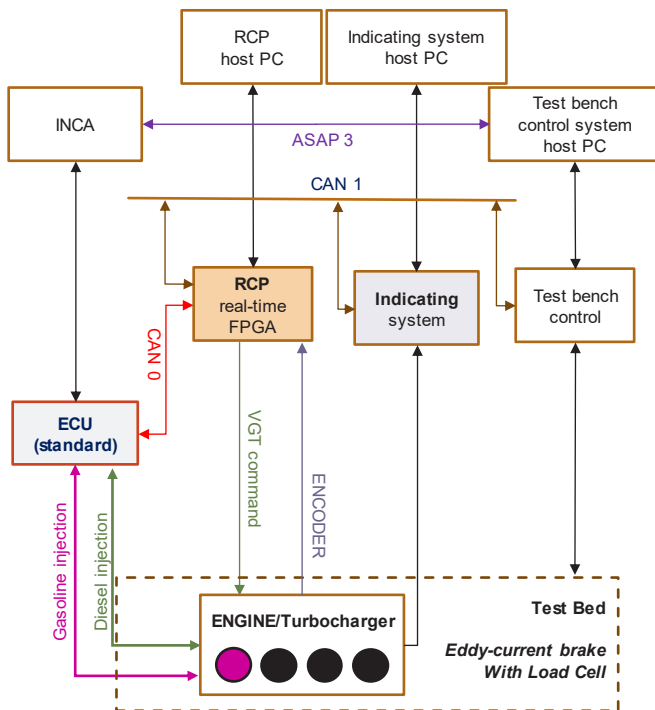 RCP
host PC
Indicating system
host PC
INCA
Test bench
control system
host PC
ASAP 3
CAN 1
RCP
real-time
FPGA
Indicating
system
Test bench
control
CAN 0
ECU
(standard)
VGT command
ENCODER
Gasoline injection
Diesel injection
ENGINE/Turbocharger
Test Bed
Eddy-current brake
With Load Cell